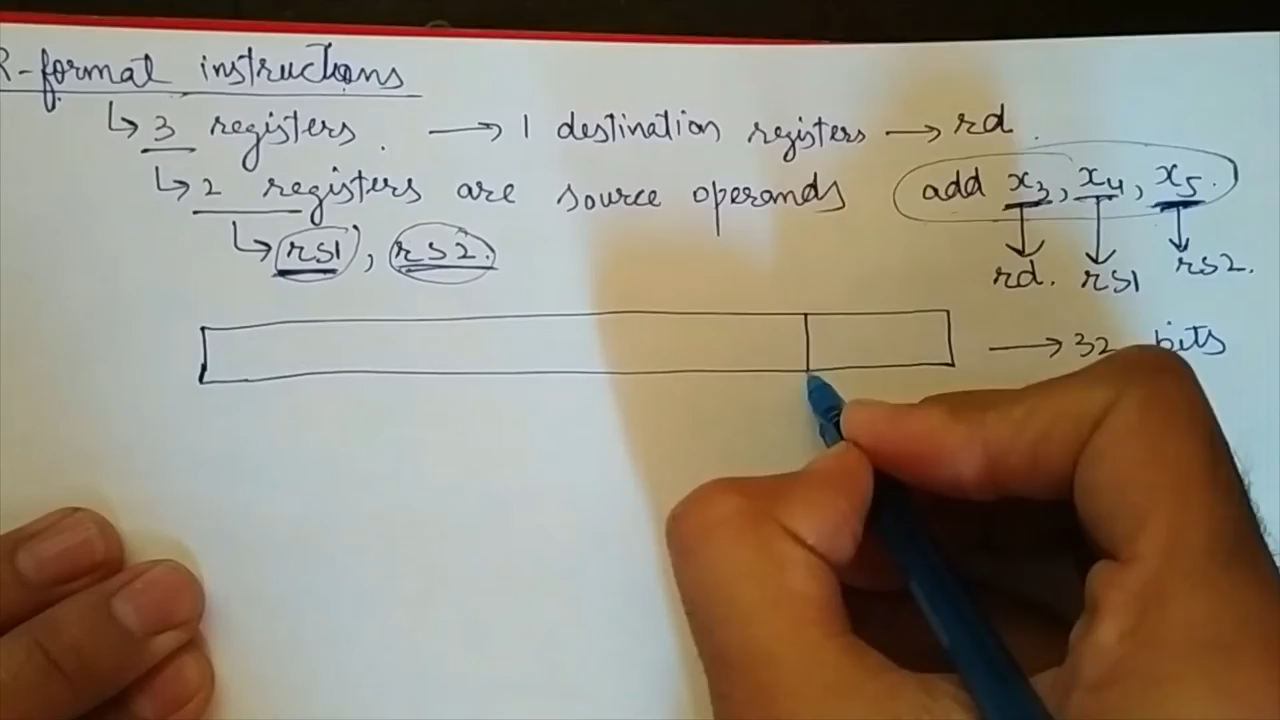 R-format instructions
↳ 3 registers. → 1 destination registers → rd.
↳ 2 registers are source operands
add x3, x4, x5.
↳ rs1, rs2.
rd. rs1 rs2.
→ 32 bits